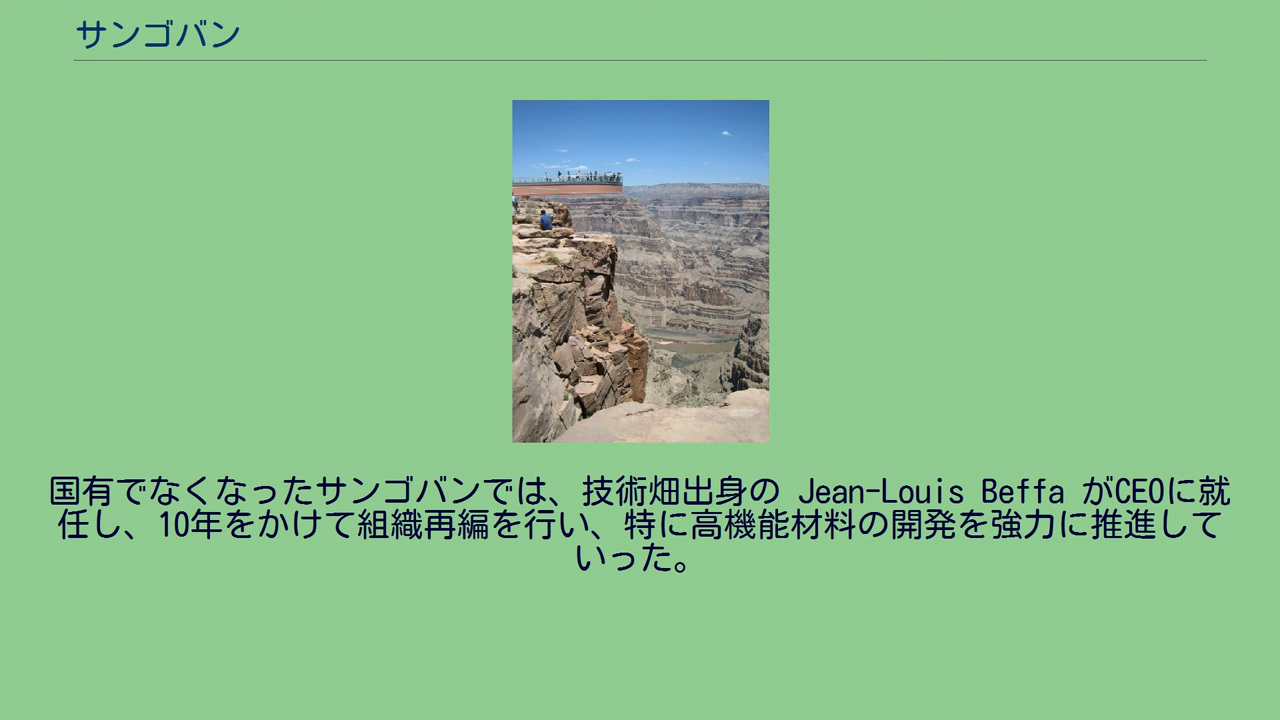 サンゴバン
国有でなくなったサンゴバンでは、技術畑出身の Jean-Louis Beffa がCEOに就
任し、10年をかけて組織再編を行い、特に高機能材料の開発を強力に推進して
いった。